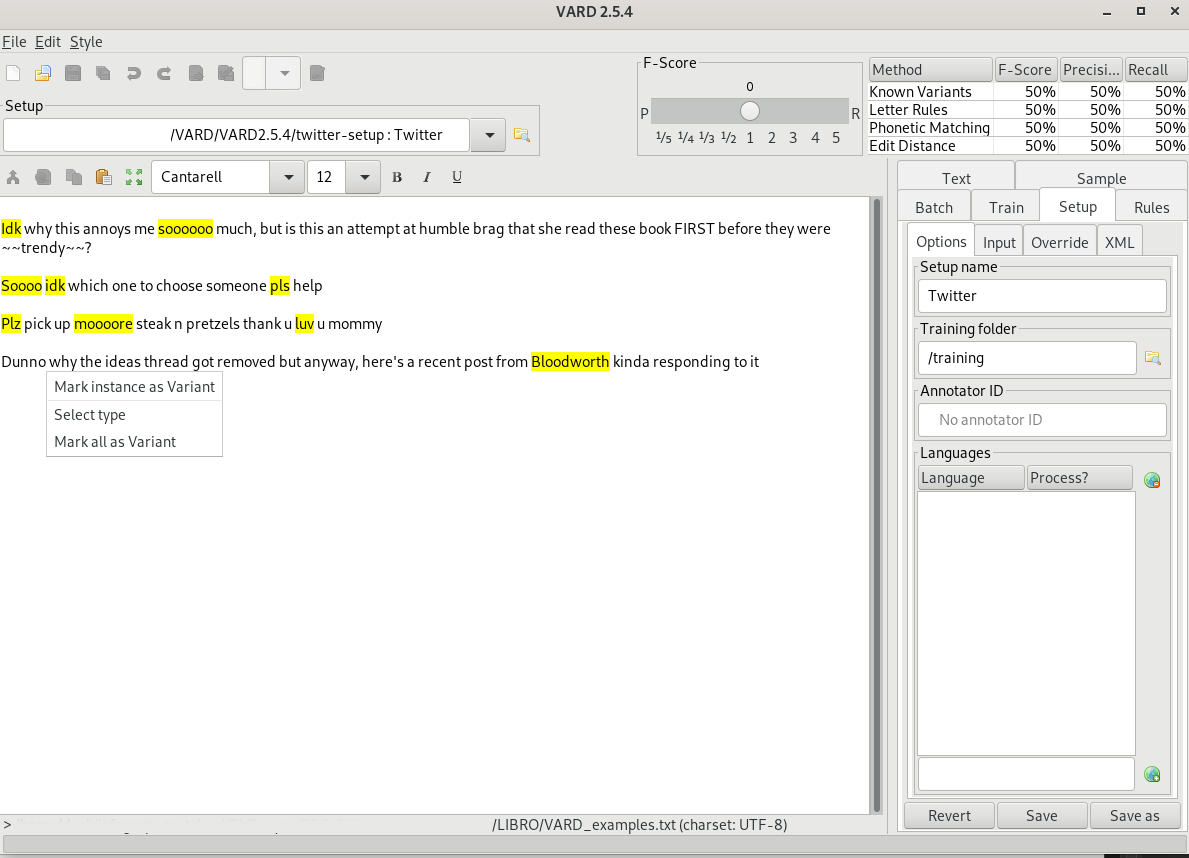 VARD 2.5.4
File Edit Style
F-Score
0
P
R
1/5 1/4 1/3 1/2 1 2 3 4 5
Method F-Score Precisi... Recall
Known Variants 50% 50% 50%
Letter Rules 50% 50% 50%
Phonetic Matching 50% 50% 50%
Edit Distance 50% 50% 50%
Setup
/VARD/VARD2.5.4/twitter-setup : Twitter
Cantarell 12 B I U
Idk why this annoys me soooooo much, but is this an attempt at humble brag that she read these book FIRST before they were
~~trendy~~?
Soooo idk which one to choose someone pls help
Plz pick up moooore steak n pretzels thank u luv u mommy
Dunno why the ideas thread got removed but anyway, here's a recent post from Bloodworth kinda responding to it
Mark instance as Variant
Select type
Mark all as Variant
Text Sample
Batch Train Setup Rules
Options Input Override XML
Setup name
Twitter
Training folder
/training
Annotator ID
No annotator ID
Languages
Language Process?
Revert Save Save as
> /LIBRO/VARD_examples.txt (charset: UTF-8)